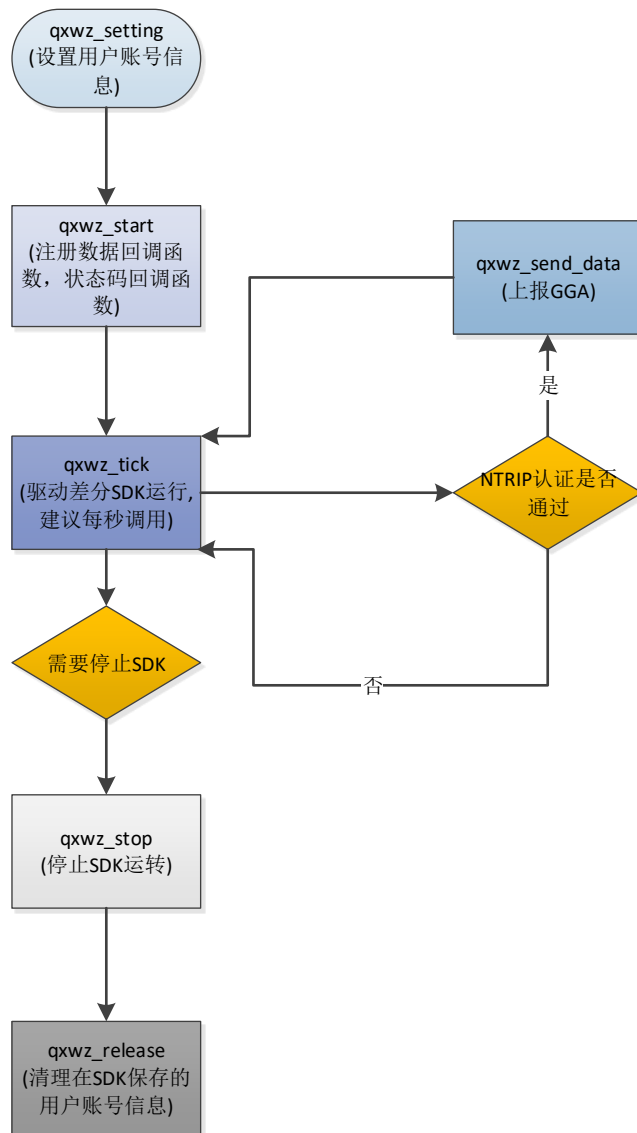 qxwz_setting
(设置用户账号信
息)
qxwz_start
(注册数据回调函
数，状态码回调函
数)
qxwz_send_data
(上报GGA)
是
qxwz_tick
(驱动差分SDK运行,
建议每秒调用)
NTRIP认证是否
通过
需要停止SDK
否
qxwz_stop
(停止SDK运转)
qxwz_release
(清理在SDK保存的
用户账号信息)